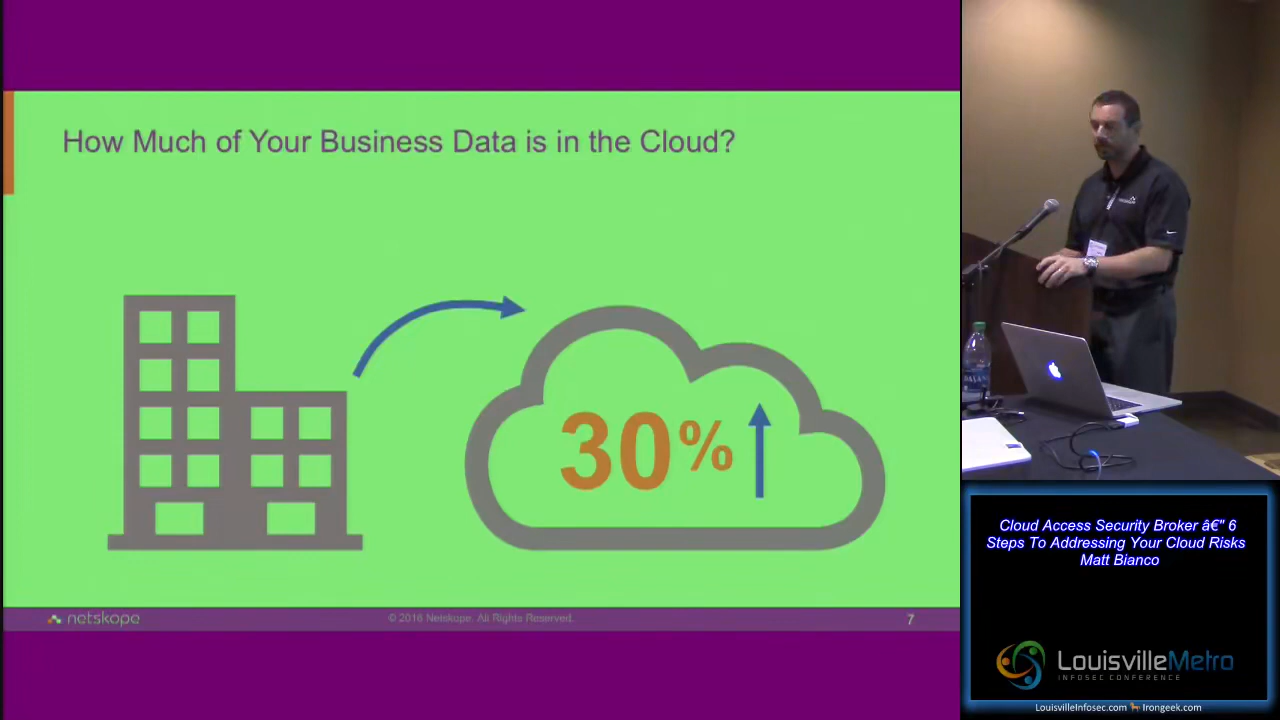 How Much of Your Business Data is in the Cloud?
30%
netskope
© 2016 Netskope. All Rights Reserved.
7
Cloud Access Security Broker â€" 6
Steps To Addressing Your Cloud Risks
Matt Bianco
LouisvilleMetro
INFOSEC CONFERENCE
LouisvilleInfosec.com Irongeek.com